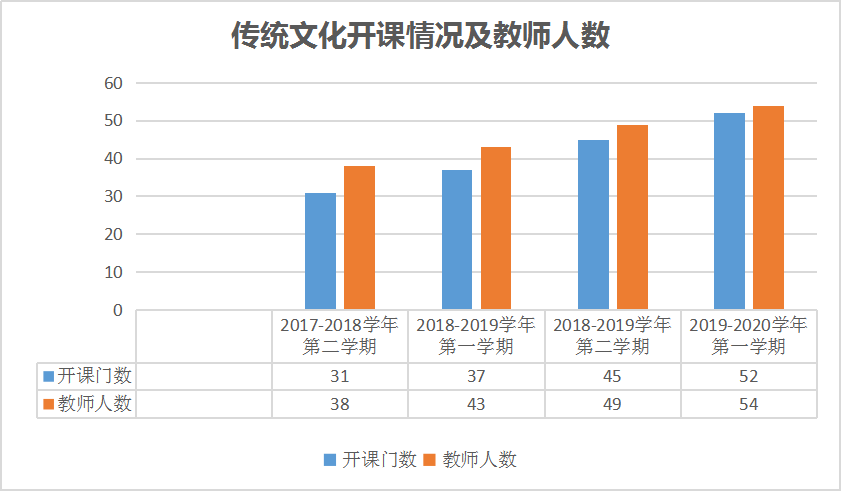 传统文化开课情况及教师人数
60
50
40
30
20
10
0
2017-2018学年 2018-2019学年 2018-2019学年 2019-2020学年
第二学期 第一学期 第二学期 第一学期
开课门数 31 37 45 52
教师人数 38 43 49 54
开课门数 教师人数